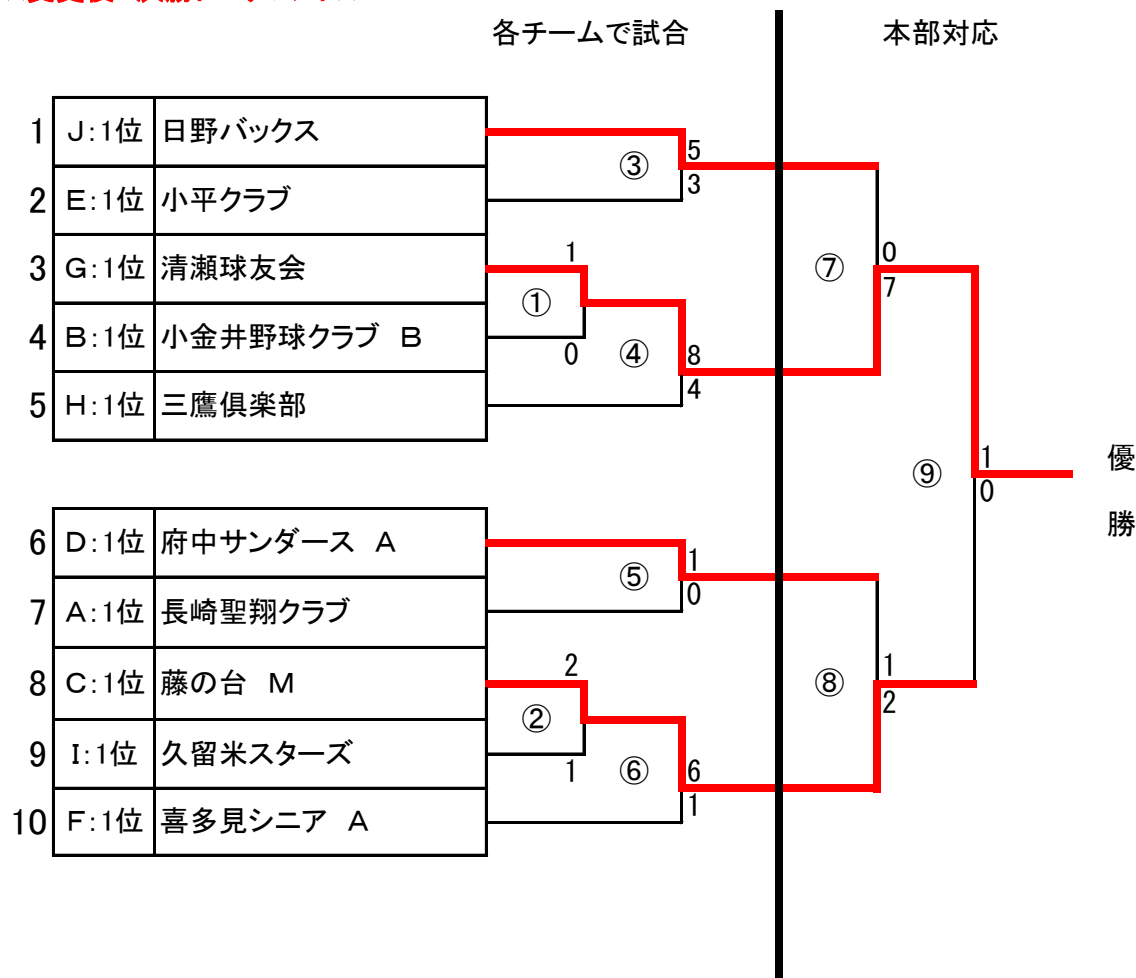 各チームで試合 本部対応
1 J:1位 日野バックス
2 E:1位 小平クラブ
3 G:1位 清瀬球友会
4 B:1位 小金井野球クラブ B
5 H:1位 三鷹倶楽部
③ 5 3
① 1 0
④ 8 4
⑦ 0 7
⑨ 1 0
優
勝
6 D:1位 府中サンダース A
7 A:1位 長崎聖翔クラブ
8 C:1位 藤の台 M
9 I:1位 久留米スターズ
10 F:1位 喜多見シニア A
⑤ 1 0
② 2 1
⑥ 6 1
⑧ 1 2